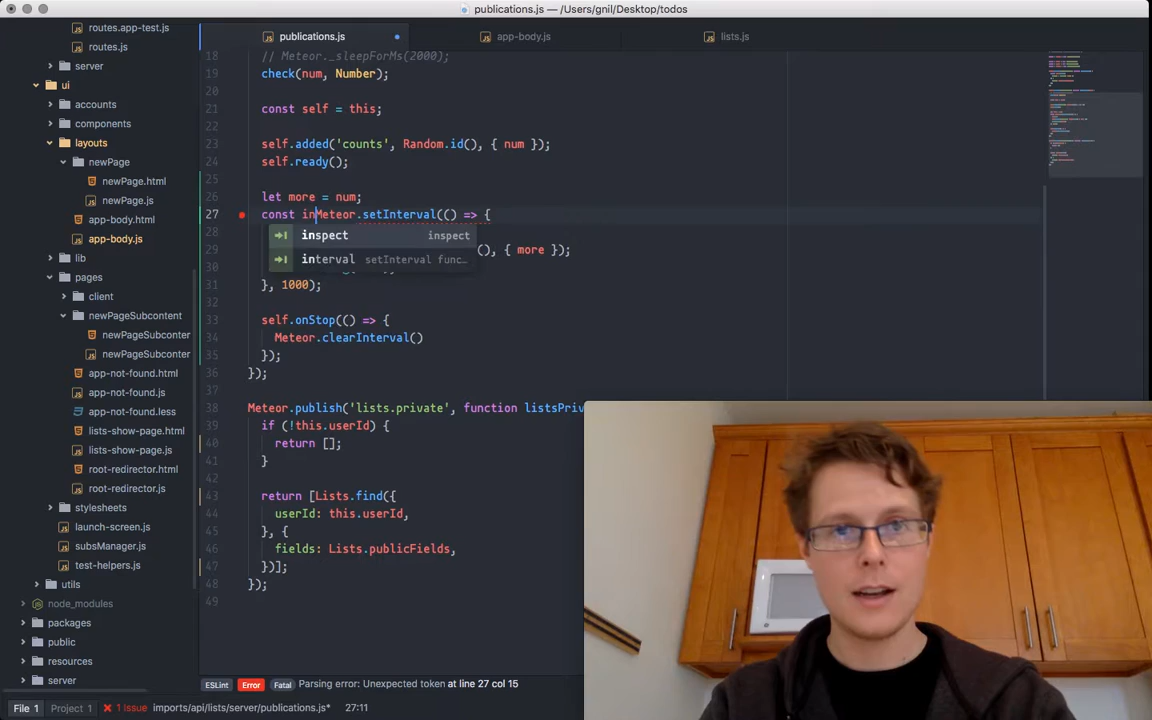 publications.js — /Users/gnil/Desktop/todos
routes.app-test.js
routes.js
server
ui
accounts
components
layouts
newPage
newPage.html
newPage.js
app-body.html
app-body.js
lib
pages
client
newPageSubcontent
newPageSubconter
newPageSubconter
app-not-found.html
app-not-found.js
app-not-found.less
lists-show-page.html
lists-show-page.js
root-redirector.html
root-redirector.js
stylesheets
launch-screen.js
subsManager.js
test-helpers.js
utils
node_modules
packages
public
resources
server
publications.js
app-body.js
lists.js
18 // Meteor._sleepForMs(2000);
19 check(num, Number);
20
21 const self = this;
22
23 self.added('counts', Random.id(), { num });
24 self.ready();
25
26 let more = num;
27 const inMeteor.setInterval(() => {
28
inspect inspect
29 (), { more });
interval setInterval func…
30
31 }, 1000);
32
33 self.onStop(() => {
34 Meteor.clearInterval()
35 });
36 });
37
38 Meteor.publish('lists.private', function listsPriv
39 if (!this.userId) {
40 return [];
41 }
42
43 return [Lists.find({
44 userId: this.userId,
45 }, {
46 fields: Lists.publicFields,
47 })];
48 });
49
ESLint Error Fatal Parsing error: Unexpected token at line 27 col 15
File 1 Project 1 1 Issue imports/api/lists/server/publications.js* 27:11